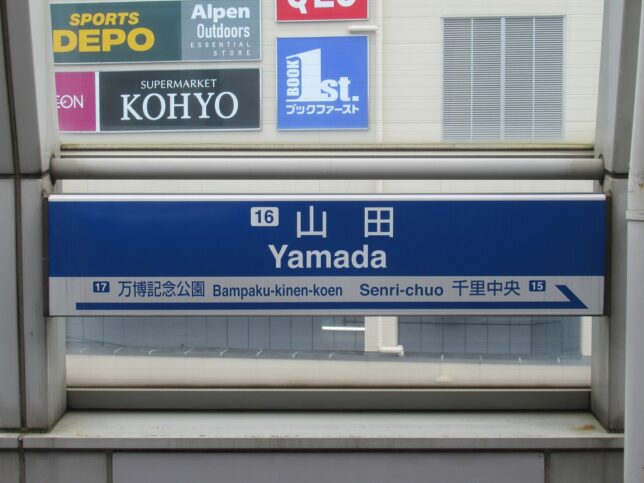 SPORTS
DEPO
Alpen
Outdoors
ESSENTIAL
STORE
SUPERMARKET
KOHYO
BOOK
1st.
ブックファースト
16 山田
Yamada
17 万博記念公園 Bampaku-kinen-koen Senri-chuo 千里中央 15